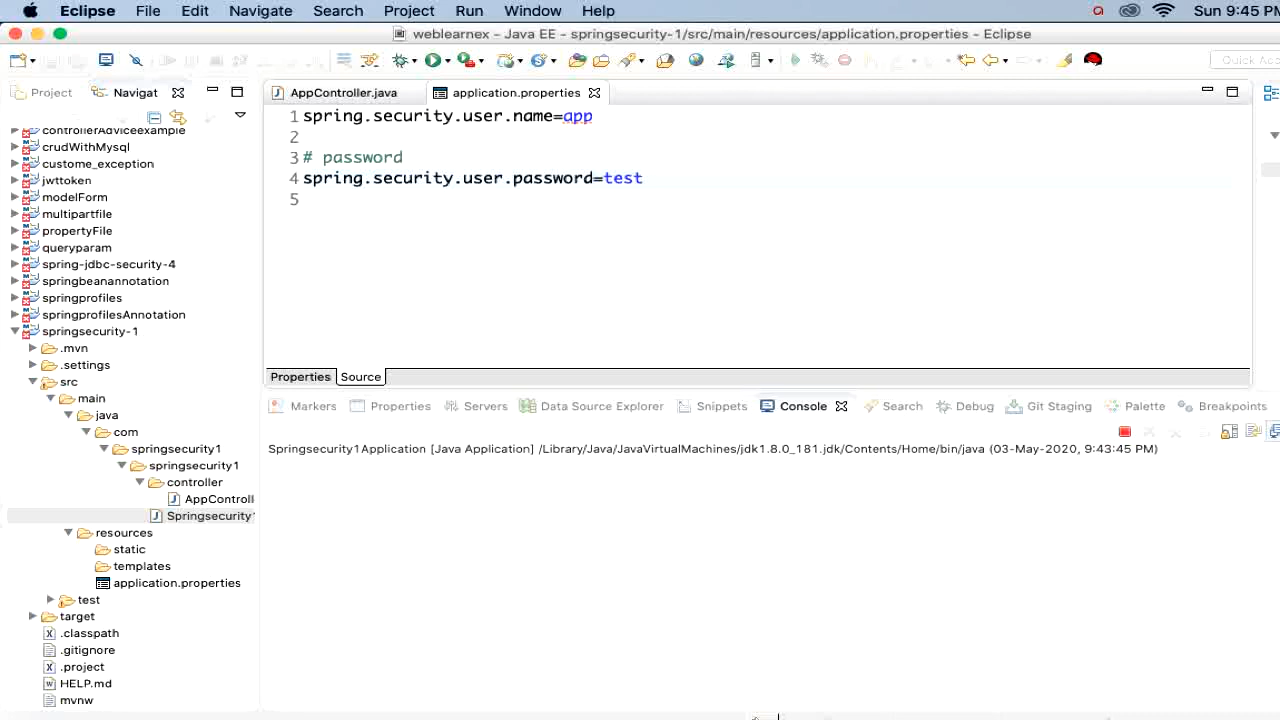 Eclipse File Edit Navigate Search Project Run Window Help Sun 9:45 PM
weblearnex - Java EE - springsecurity-1/src/main/resources/application.properties - Eclipse
Quick Acc
Project Navigat
AppController.java application.properties
controllerAdviceexample
crudWithMysql
custome_exception
jwttoken
modelForm
multipartfile
propertyFile
queryparam
spring-jdbc-security-4
springbeanannotation
springprofiles
springprofilesAnnotation
springsecurity-1
.mvn
.settings
src
main
java
com
springsecurity1
springsecurity1
controller
AppControll
Springsecurity1
resources
static
templates
application.properties
test
target
.classpath
.gitignore
.project
HELP.md
mvnw
1 spring.security.user.name=app
2
3 # password
4 spring.security.user.password=test
5
Properties Source
Markers Properties Servers Data Source Explorer Snippets Console Search Debug Git Staging Palette Breakpoints
Springsecurity1Application [Java Application] /Library/Java/JavaVirtualMachines/jdk1.8.0_181.jdk/Contents/Home/bin/java (03-May-2020, 9:43:45 PM)